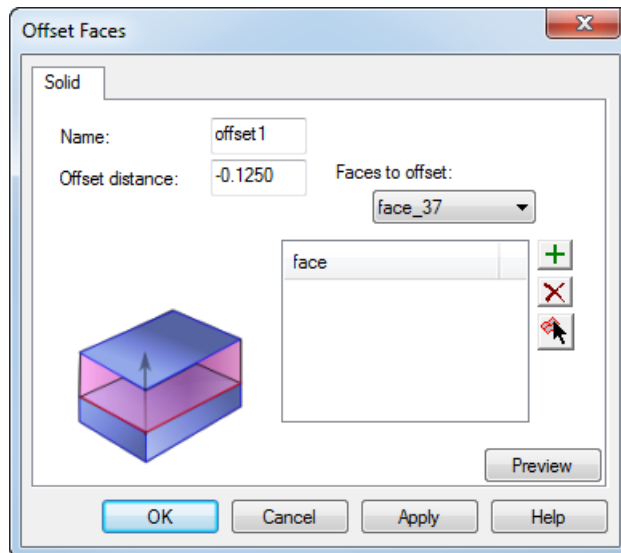 Offset Faces
Solid
Name: offset1
Offset distance: -0.1250
Faces to offset:
face_37
face
Preview
OK Cancel Apply Help